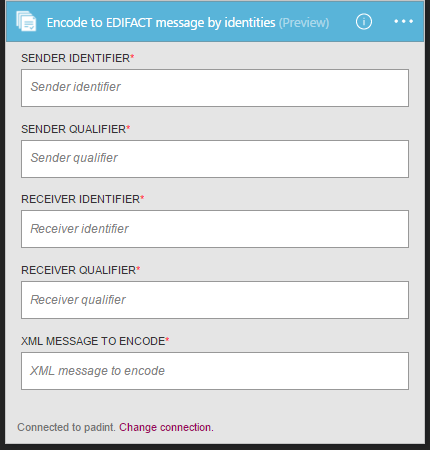 Encode to EDIFACT message by identities (Preview)
SENDER IDENTIFIER*
Sender identifier
SENDER QUALIFIER*
Sender qualifier
RECEIVER IDENTIFIER*
Receiver identifier
RECEIVER QUALIFIER*
Receiver qualifier
XML MESSAGE TO ENCODE*
XML message to encode
Connected to padint. Change connection.